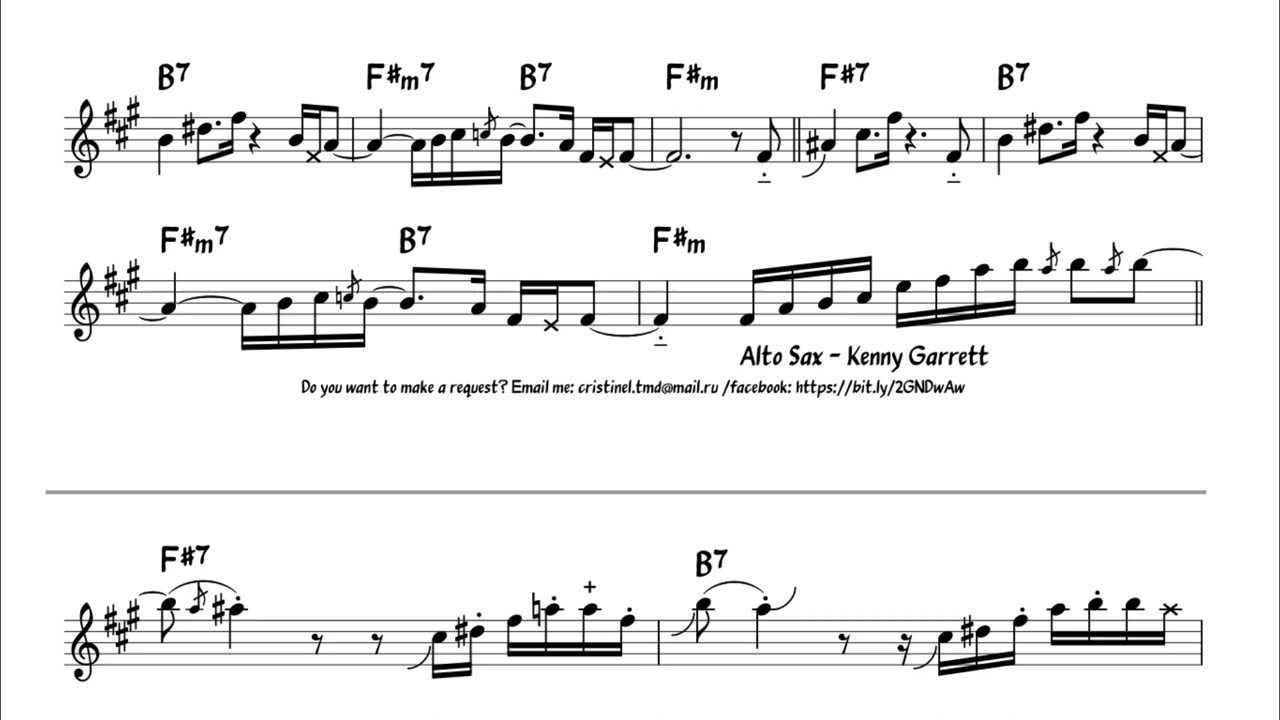 B7 F#m7 B7 F#m F#7 B7
F#m7 B7 F#m
Alto Sax - Kenny Garrett
Do you want to make a request? Email me: cristinel.tmd@mail.ru /facebook: https://bit.ly/2GNDwAw
F#7 B7